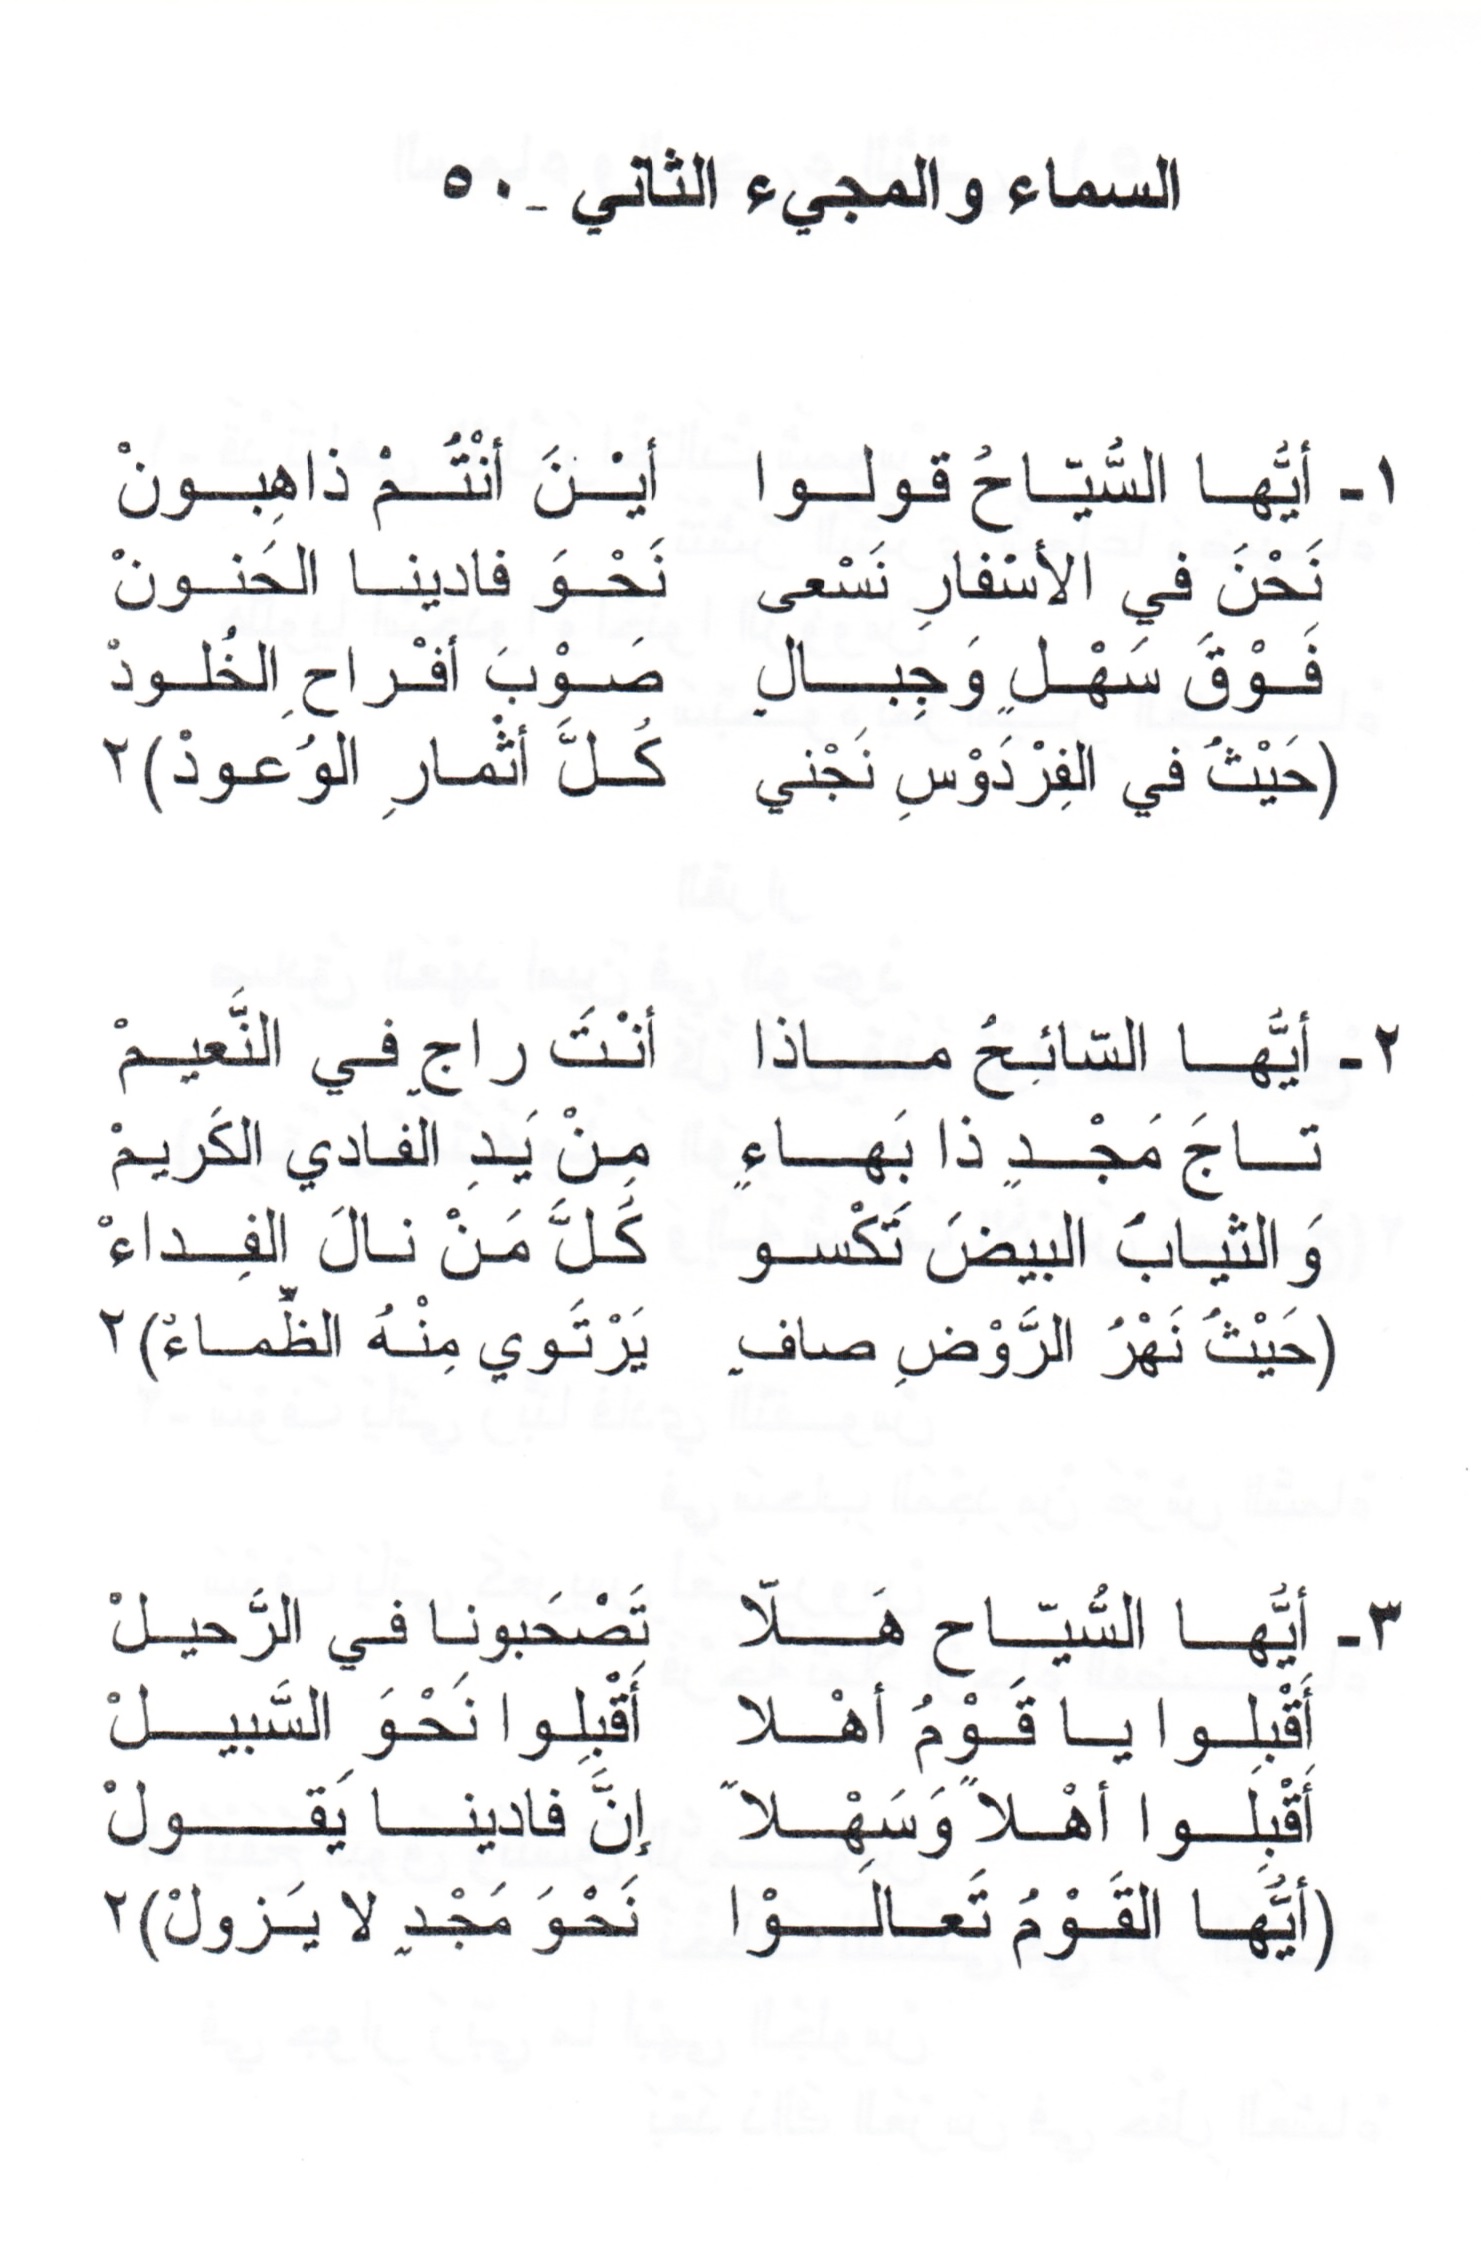 السماء والمجيء الثاني - ٥٠
١- أيُّها السُّيّاحُ قولوا أيْنَ أنْتُمْ ذاهِبونْ
نَحْنُ في الأسْفارِ نَسْعى نَحْوَ فادينا الحَنونْ
فَوْقَ سَهْلٍ وَجِبالٍ صَوْبَ أفْراحِ الخُلودْ
(حَيْثُ في الفِرْدَوْسِ نَجْني كُلَّ أثْمارِ الوُعودْ)٢
٢- أيُّها السّائِحُ ماذا أنْتَ راجٍ في النَّعيمْ
تاجَ مَجْدٍ ذا بَهاءٍ مِنْ يَدِ الفادي الكَريمْ
وَالثيابُ البيضَ تَكْسو كُلَّ مَنْ نالَ الفِداءْ
(حَيْثُ نَهْرُ الرَّوْضِ صافٍ يَرْتَوي مِنْهُ الظِّماءْ)٢
٣- أيُّها السُّيّاح هَلّا تَصْحَبونا في الرَّحيلْ
أَقْبِلوا يا قَوْمُ أهْلا أَقْبِلوا نَحْوَ السَّبيلْ
أَقْبِلَوا أهْلاً وَسَهْلاً إنَّ فادينا يَقولْ
(أيُّها القَوْمُ تَعالَوْا نَحْوَ مَجْدٍ لا يَزولْ)٢